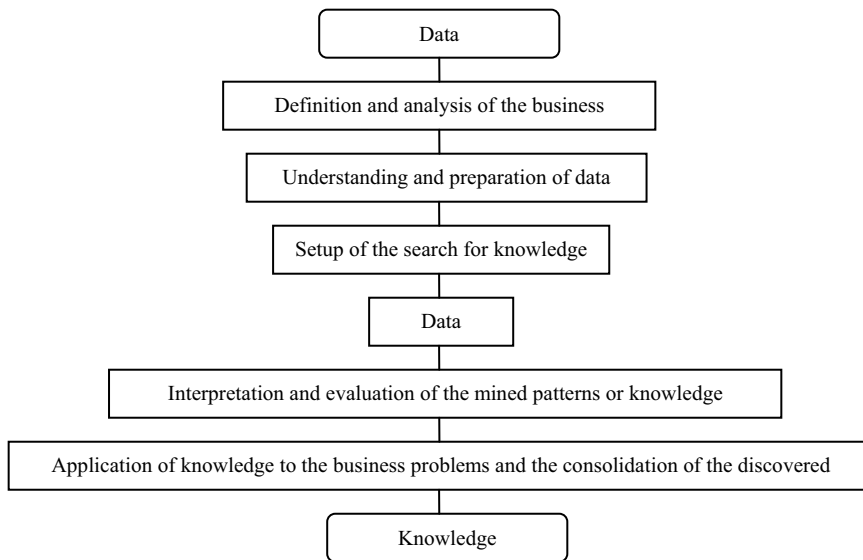 Data
Definition and analysis of the business
Understanding and preparation of data
Setup of the search for knowledge
Data
Interpretation and evaluation of the mined patterns or knowledge
Application of knowledge to the business problems and the consolidation of the discovered
Knowledge